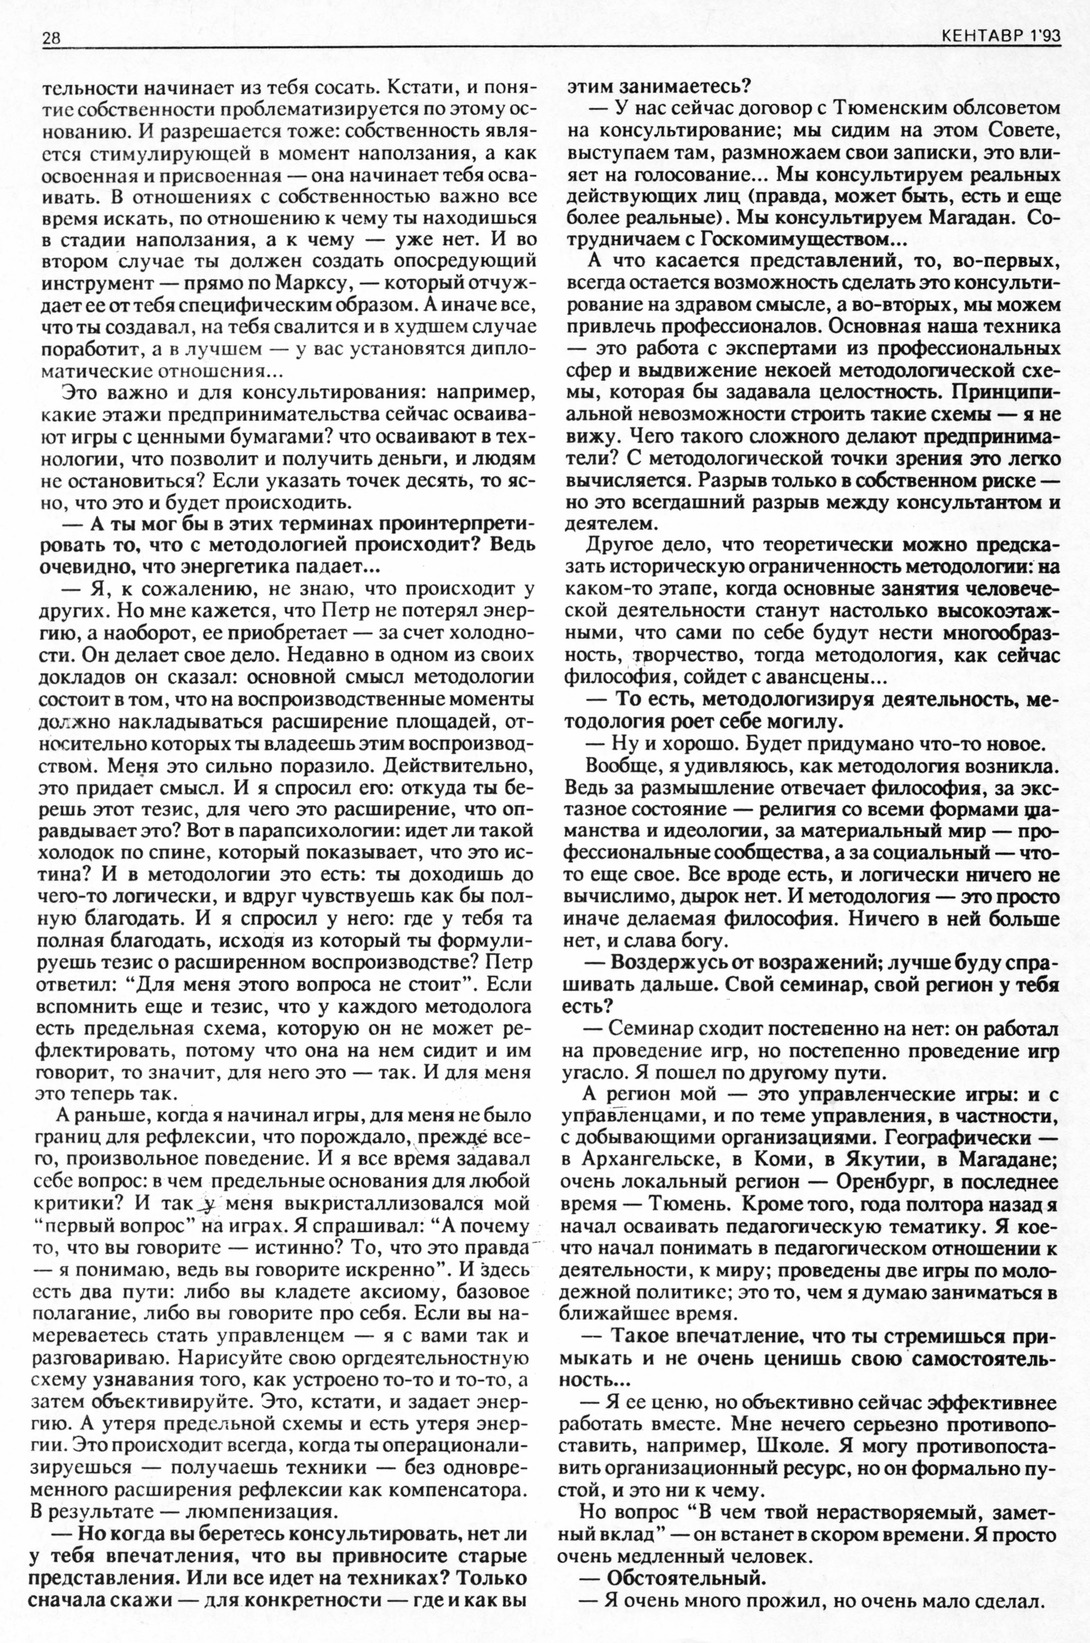 28
КЕНТАВР 1'93
тельности начинает из тебя сосать. Кстати, и поня-
тие собственности проблематизируется по этому ос-
нованию. И разрешается тоже: собственность явля-
ется стимулирующей в момент наползания, а как
освоенная и присвоенная — она начинает тебя осва-
ивать. В отношениях с собственностью важно все
время искать, по отношению к чему ты находишься
в стадии наползания, а к чему — уже нет. И во
втором случае ты должен создать опосредующий
инструмент — прямо по Марксу, — который отчуж-
дает ее от тебя специфическим образом. А иначе все,
что ты создавал, на тебя свалится и в худшем случае
поработит, а в лучшем — у вас установятся дипло-
матические отношения...
Это важно и для консультирования: например,
какие этажи предпринимательства сейчас осваива-
ют игры с ценными бумагами? что осваивают в тех-
нологии, что позволит и получить деньги, и людям
не остановиться? Если указать точек десять, то яс-
но, что это и будет происходить.
— А ты мог бы в этих терминах проинтерпрети-
ровать то, что с методологией происходит? Ведь
очевидно, что энергетика падает...
— Я, к сожалению, не знаю, что происходит у
других. Но мне кажется, что Петр не потерял энер-
гию, а наоборот, ее приобретает — за счет холодно-
сти. Он делает свое дело. Недавно в одном из своих
докладов он сказал: основной смысл методологии
состоит в том, что на воспроизводственные моменты
должно накладываться расширение площадей, от-
носительно которых ты владеешь этим воспроизвод-
ством. Меня это сильно поразило. Действительно,
это придает смысл. И я спросил его: откуда ты бе-
решь этот тезис, для чего это расширение, что оп-
равдывает это? Вот в парапсихологии: идет ли такой
холодок по спине, который показывает, что это ис-
тина? И в методологии это есть: ты доходишь до
чего-то логически, и вдруг чувствуешь как бы пол-
ную благодать. И я спросил у него: где у тебя та
полная благодать, исходя из который ты формули-
руешь тезис о расширенном воспроизводстве? Петр
ответил: “Для меня этого вопроса не стоит”. Если
вспомнить еще и тезис, что у каждого методолога
есть предельная схема, которую он не может ре-
флектировать, потому что она на нем сидит и им
говорит, то значит, для него это — так. И для меня
это теперь так.
А раньше, когда я начинал игры, для меня не было
границ для рефлексии, что порождало, прежде все-
го, произвольное поведение. И я все время задавал
себе вопрос: в чем предельные основания для любой
критики? И так у меня выкристаллизовался мой
“первый вопрос” на играх. Я спрашивал: “А почему
то, что вы говорите — истинно? То, что это правда
— я понимаю, ведь вы говорите искренно”. И здесь
есть два пути: либо вы кладете аксиому, базовое
полагание, либо вы говорите про себя. Если вы на-
мереваетесь стать управленцем — я с вами так и
разговариваю. Нарисуйте свою оргдеятельностную
схему узнавания того, как устроено то-то и то-то, а
затем объективируйте. Это, кстати, и задает энер-
гию. А утеря предельной схемы и есть утеря энер-
гии. Это происходит всегда, когда ты операционали-
зируешься — получаешь техники — без одновре-
менного расширения рефлексии как компенсатора.
В результате — люмпенизация.
— Но когда вы беретесь консультировать, нет ли
у тебя впечатления, что вы привносите старые
представления. Или все идет на техниках? Только
сначала скажи — для конкретности — где и как вы
этим занимаетесь?
— У нас сейчас договор с Тюменским облсоветом
на консультирование; мы сидим на этом Совете,
выступаем там, размножаем свои записки, это вли-
яет на голосование... Мы консультируем реальных
действующих лиц (правда, может быть, есть и еще
более реальные). Мы консультируем Магадан. Со-
трудничаем с Госкомимуществом...
А что касается представлений, то, во-первых,
всегда остается возможность сделать это консульти-
рование на здравом смысле, а во-вторых, мы можем
привлечь профессионалов. Основная наша техника
— это работа с экспертами из профессиональных
сфер и выдвижение некоей методологической схе-
мы, которая бы задавала целостность. Принципи-
альной невозможности строить такие схемы — я не
вижу. Чего такого сложного делают предпринима-
тели? С методологической точки зрения это легко
вычисляется. Разрыв только в собственном риске —
но это всегдашний разрыв между консультантом и
деятелем.
Другое дело, что теоретически можно предска-
зать историческую ограниченность методологии: на
каком-то этапе, когда основные занятия человече-
ской деятельности станут настолько высокоэтаж-
ными, что сами по себе будут нести многообраз-
ность, творчество, тогда методология, как сейчас
философия, сойдет с авансцены...
— То есть, методологизируя деятельность, ме-
тодология роет себе могилу.
— Ну и хорошо. Будет придумано что-то новое.
Вообще, я удивляюсь, как методология возникла.
Ведь за размышление отвечает философия, за экс-
тазное состояние — религия со всеми формами ша-
манства и идеологии, за материальный мир — про-
фессиональные сообщества, а за социальный — что-
то еще свое. Все вроде есть, и логически ничего не
вычислимо, дырок нет. И методология — это просто
иначе делаемая философия. Ничего в ней больше
нет, и слава богу.
— Воздержусь от возражений; лучше буду спра-
шивать дальше. Свой семинар, свой регион у тебя
есть?
— Семинар сходит постепенно на нет: он работал
на проведение игр, но постепенно проведение игр
угасло. Я пошел по другому пути.
А регион мой — это управленческие игры: и с
управленцами, и по теме управления, в частности,
с добывающими организациями. Географически —
в Архангельске, в Коми, в Якутии, в Магадане;
очень локальный регион — Оренбург, в последнее
время — Тюмень. Кроме того, года полтора назад я
начал осваивать педагогическую тематику. Я кое-
что начал понимать в педагогическом отношении к
деятельности, к миру; проведены две игры по моло-
дежной политике; это то, чем я думаю заниматься в
ближайшее время.
— Такое впечатление, что ты стремишься при-
мыкать и не очень ценишь свою самостоятель-
ность...
— Я ее ценю, но объективно сейчас эффективнее
работать вместе. Мне нечего серьезно противопо-
ставить, например, Школе. Я могу противопоста-
вить организационный ресурс, но он формально пу-
стой, и это ни к чему.
Но вопрос “В чем твой нерастворяемый, замет-
ный вклад” — он встанет в скором времени. Я просто
очень медленный человек.
— Обстоятельный.
— Я очень много прожил, но очень мало сделал.